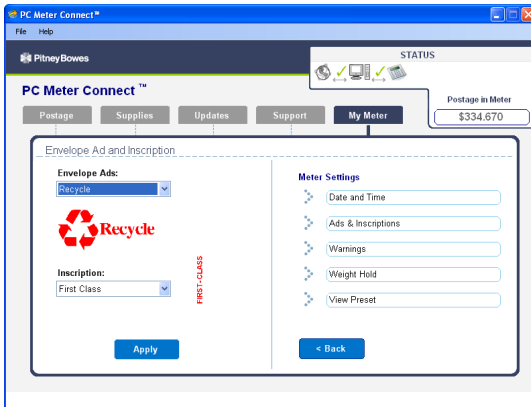 PC Meter Connect™
File Help
PitneyBowes
STATUS
PC Meter Connect ™
Postage in Meter
$334.670
Postage
Supplies
Updates
Support
My Meter
Envelope Ad and Inscription
Envelope Ads:
Recycle
Recycle
Inscription:
First Class
FIRST-CLASS
Apply
Meter Settings
Date and Time
Ads & Inscriptions
Warnings
Weight Hold
View Preset
< Back